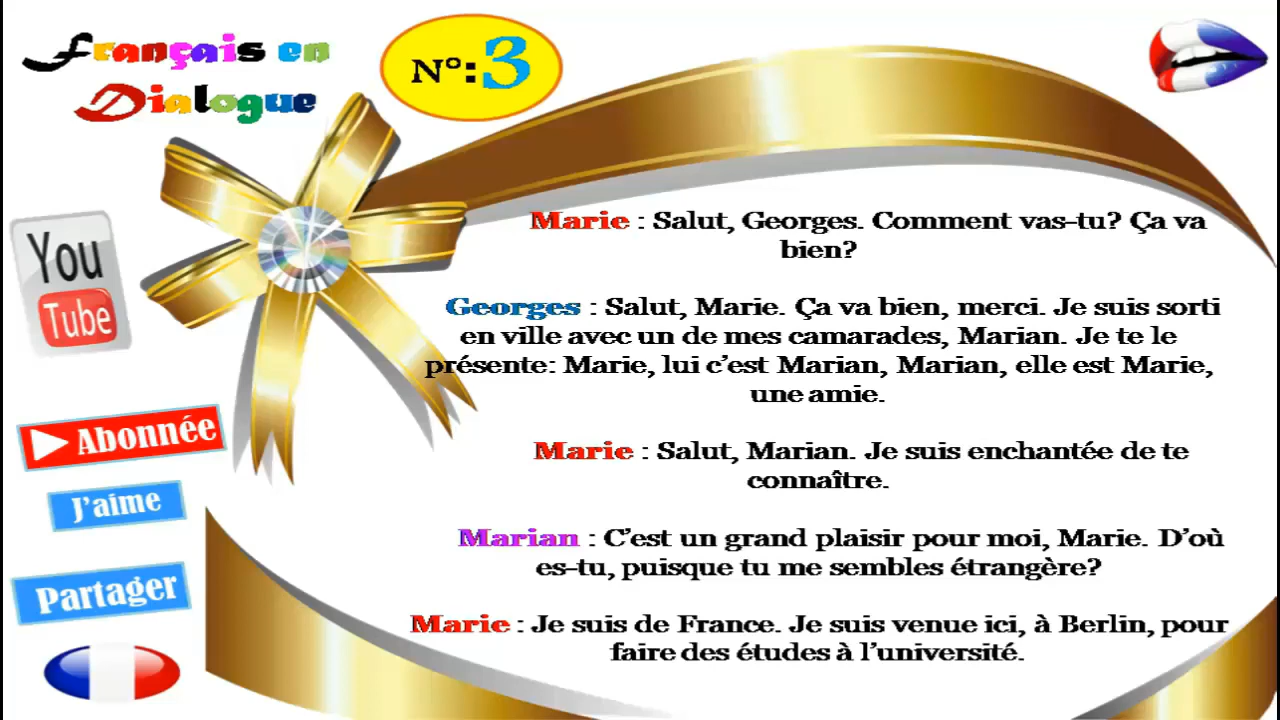 Français en
Dialogue
N°:3
Marie : Salut, Georges. Comment vas-tu? Ça va
bien?
Georges : Salut, Marie. Ça va bien, merci. Je suis sorti
en ville avec un de mes camarades, Marian. Je te le
présente: Marie, lui c’est Marian, Marian, elle est Marie,
une amie.
Marie : Salut, Marian. Je suis enchantée de te
connaître.
Marian : C’est un grand plaisir pour moi, Marie. D’où
es-tu, puisque tu me sembles étrangère?
Marie : Je suis de France. Je suis venue ici, à Berlin, pour
faire des études à l’université.
You
Tube
Abonnée
J’aime
Partager